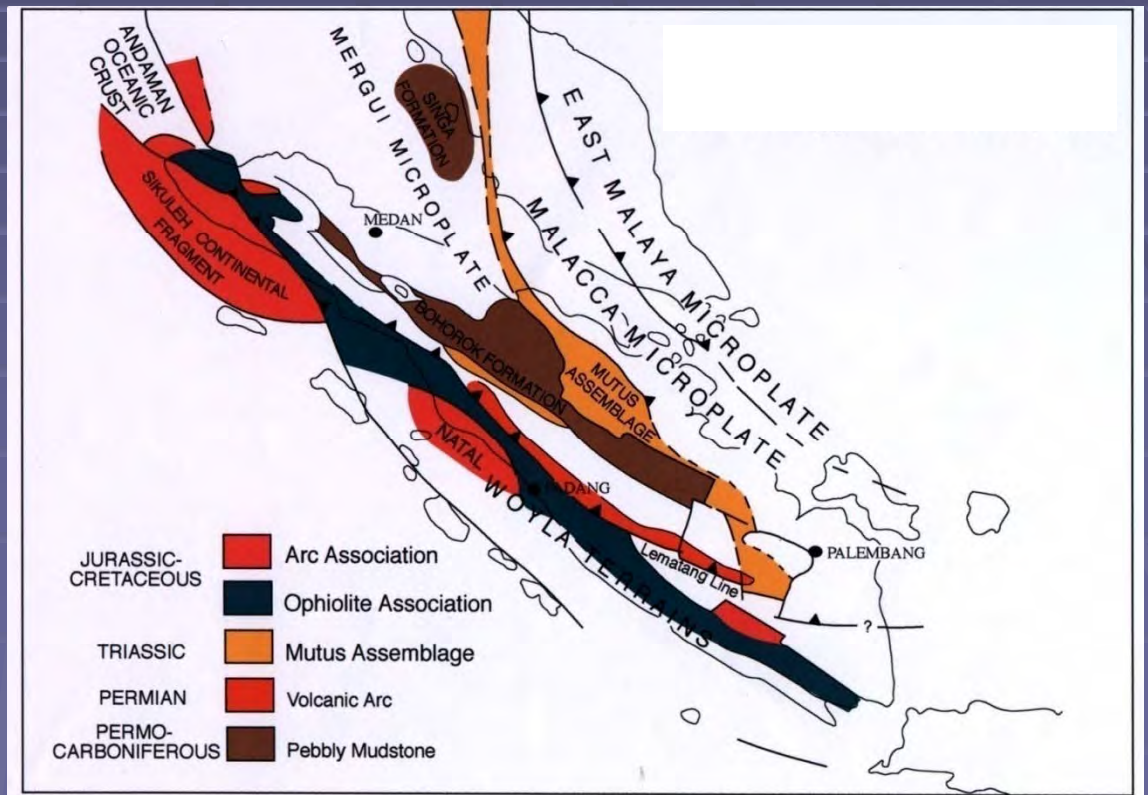 ANDAMAN
OCEANIC
CRUST
MERGUI MICROPLATE
SINGA
FORMATION
EAST MALAYA MICROPLATE
MALACCA MICROPLATE
SIKULEH CONTINENTAL
FRAGMENT
MEDAN
BOHOROK FORMATION
MUTUS
ASSEMBLAGE
NATAL
PADANG
WOYLA TERRAINS
Lematang Line
PALEMBANG
?
JURASSIC-
CRETACEOUS
Arc Association
Ophiolite Association
TRIASSIC
Mutus Assemblage
PERMIAN
Volcanic Arc
PERMO-
CARBONIFEROUS
Pebbly Mudstone